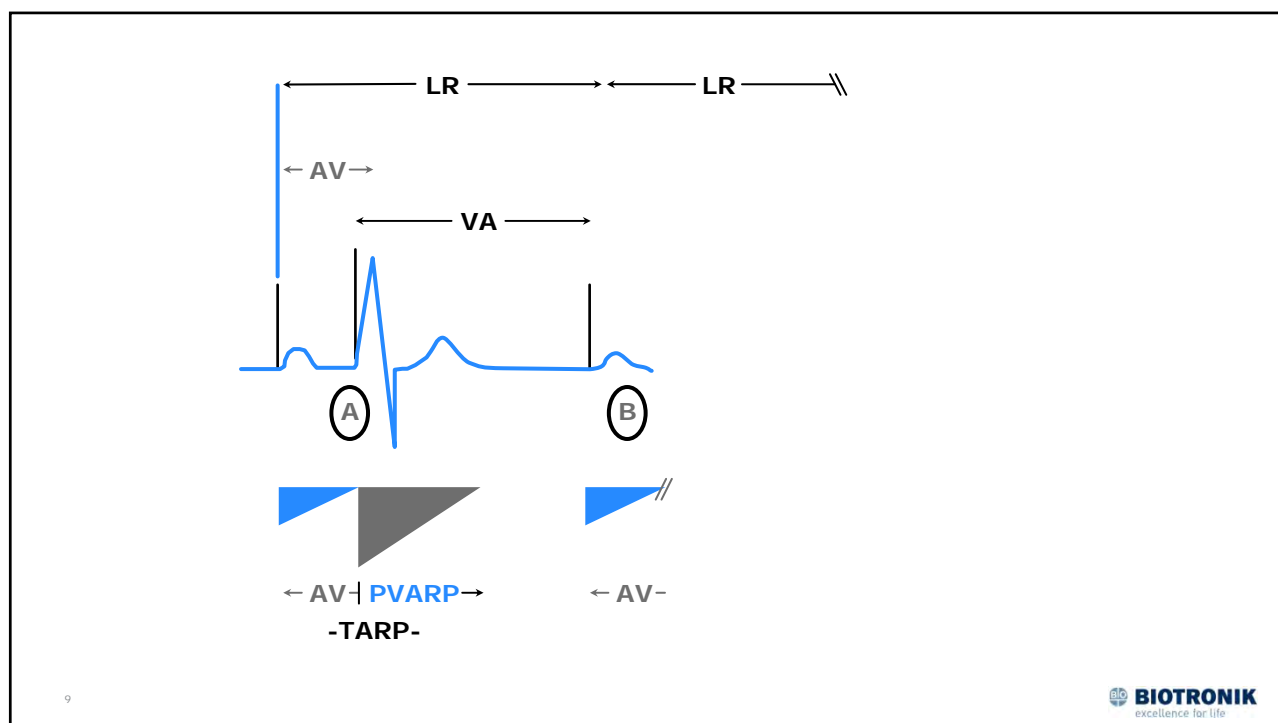 LR LR
AV
VA
A B
AV PVARP AV
-TARP-
9
BIOTRONIK
excellence for life